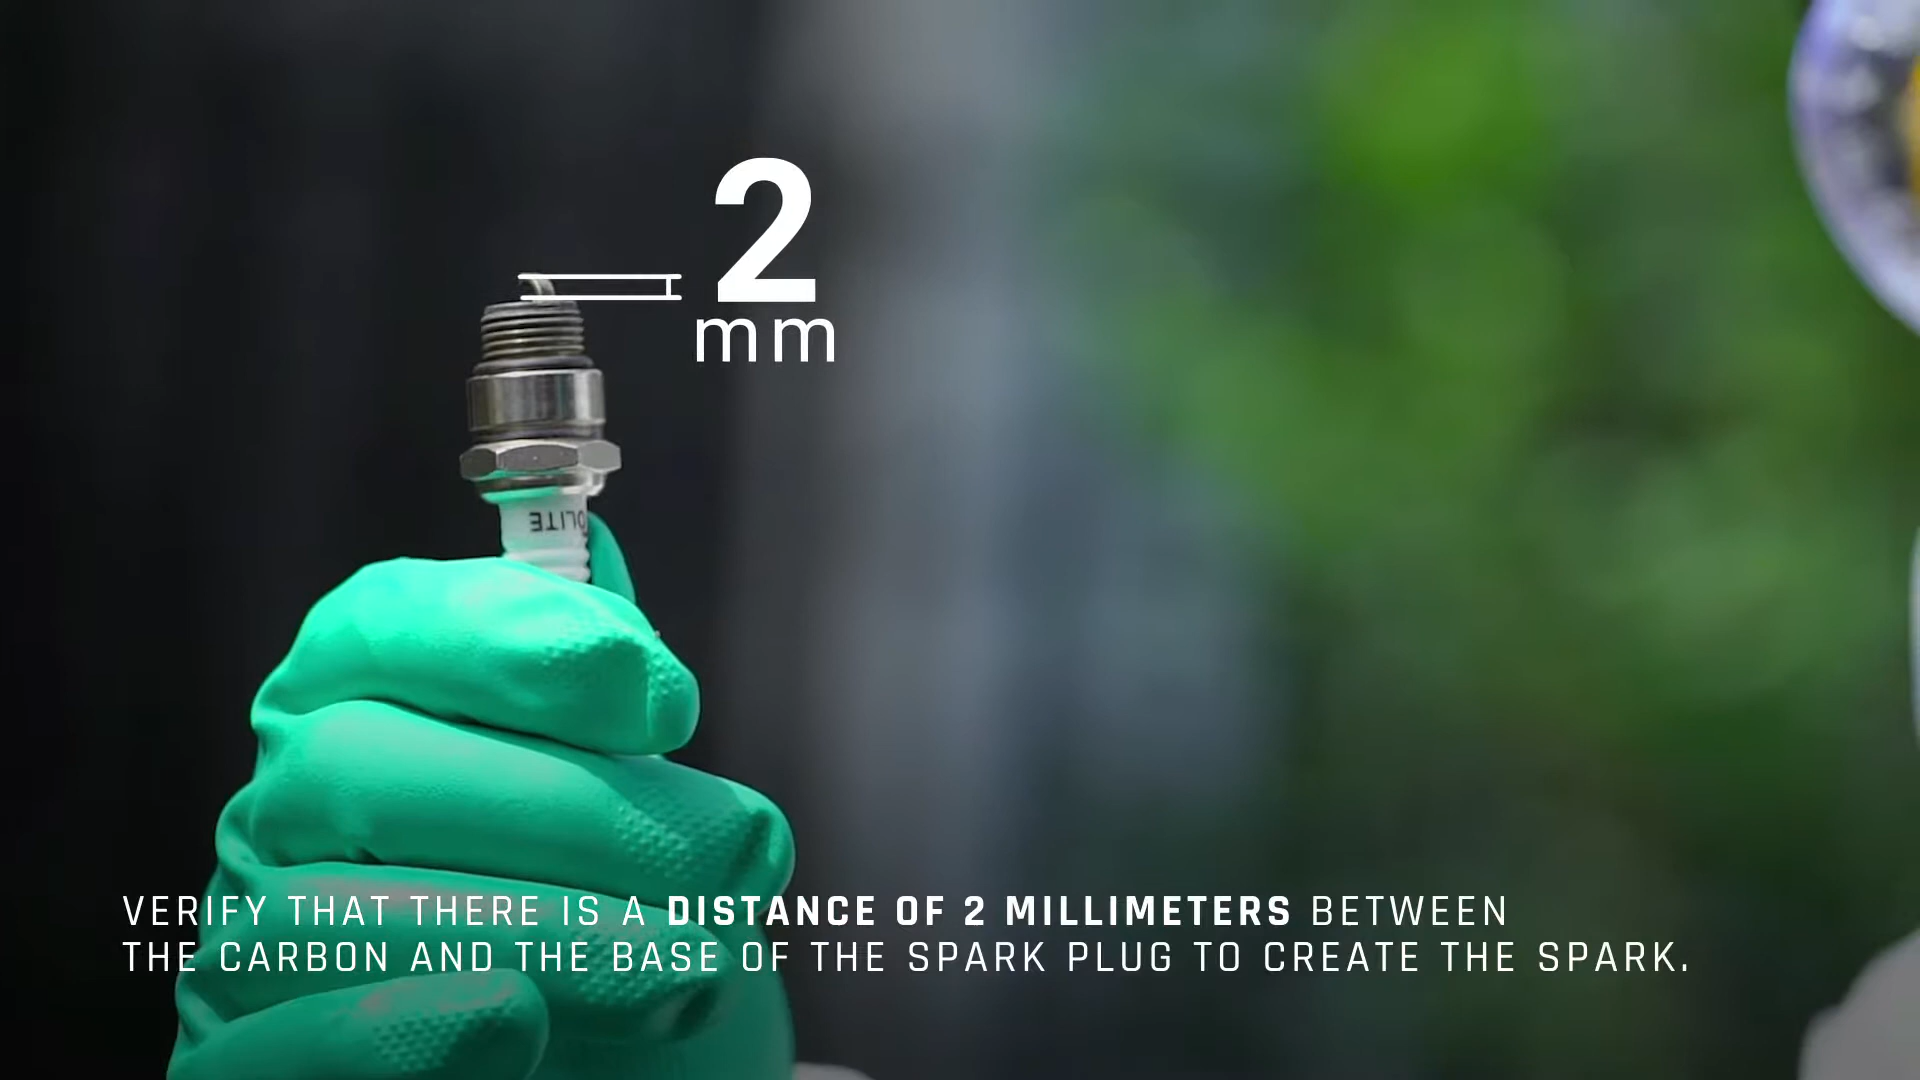 2
mm
OLITE
VERIFY THAT THERE IS A DISTANCE OF 2 MILLIMETERS BETWEEN
THE CARBON AND THE BASE OF THE SPARK PLUG TO CREATE THE SPARK.